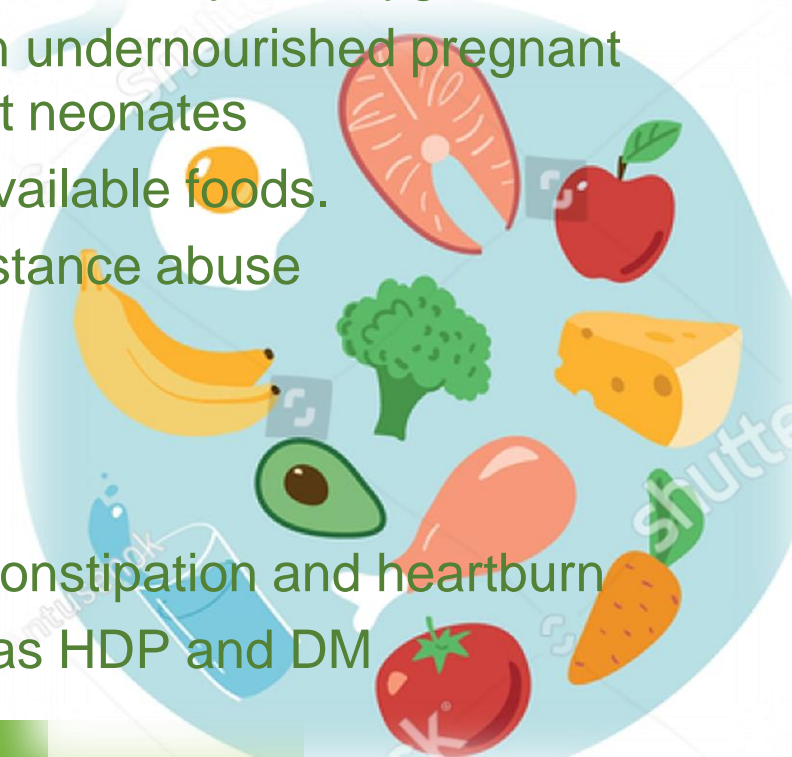 undernourished pregnant
t neonates
vailable foods.
stance abuse
onstipation and heartburn
as HDP and DM